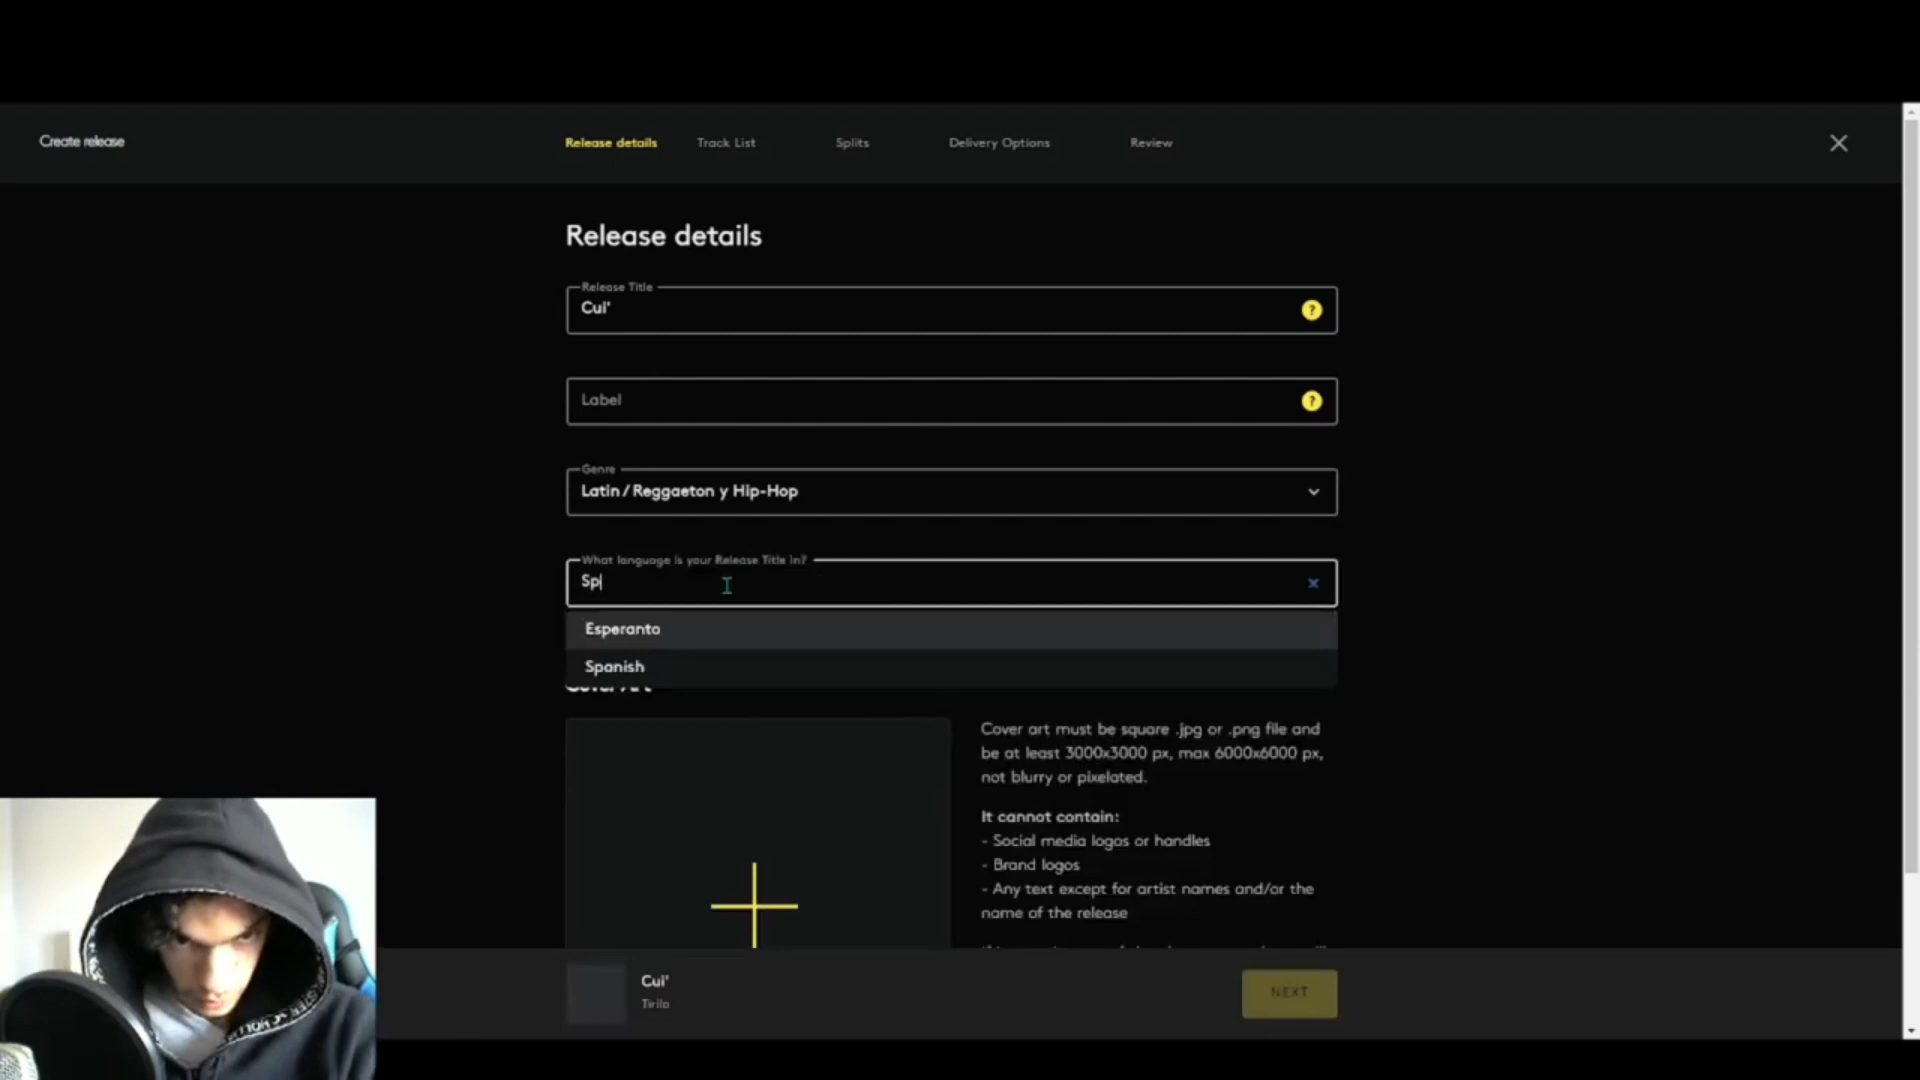 Create release
Release details
Track List
Splits
Delivery Options
Review
Release details
Release Title
Cul'
?
Label
?
Genre
Latin / Reggaeton y Hip-Hop
What language is your Release Title in?
Sp
Esperanto
Spanish
Cover Art
Cover art must be square .jpg or .png file and
be at least 3000x3000 px, max 6000x6000 px,
not blurry or pixelated.
It cannot contain:
- Social media logos or handles
- Brand logos
- Any text except for artist names and/or the
name of the release
Cul'
Tirilo
NEXT